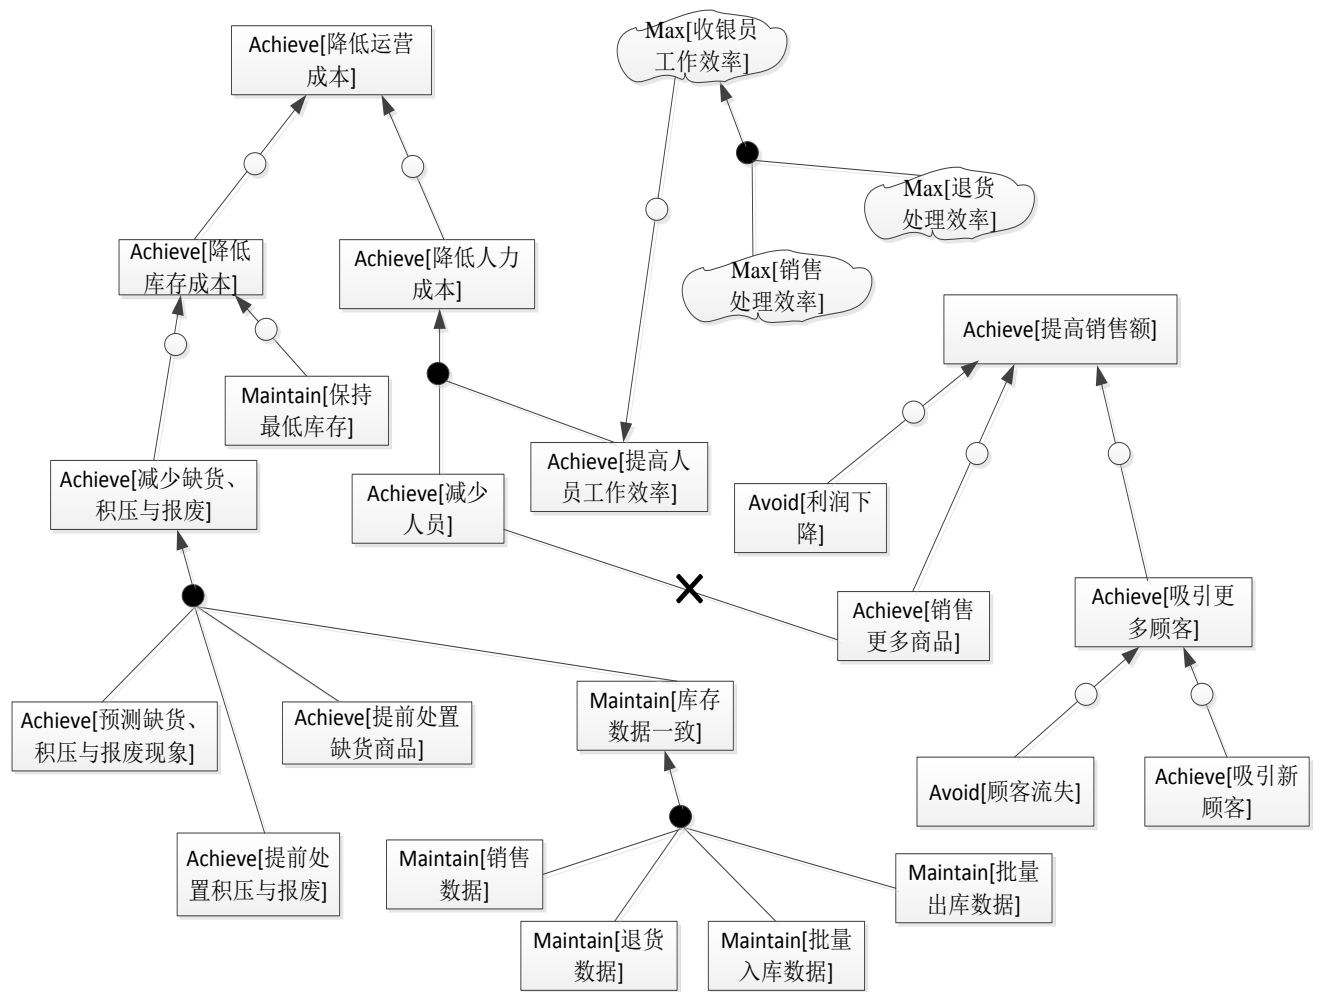 Achieve[降低运营
成本]
Max[收银员
工作效率]
Max[退货
处理效率]
Achieve[降低
库存成本]
Achieve[降低人力
成本]
Max[销售
处理效率]
Achieve[提高销售额]
Maintain[保持
最低库存]
Achieve[减少缺货、
积压与报废]
Achieve[减少
人员]
Achieve[提高人
员工作效率]
Avoid[利润下
降]
Achieve[销售
更多商品]
Achieve[吸引更
多顾客]
Achieve[预测缺货、
积压与报废现象]
Achieve[提前处置
缺货商品]
Maintain[库存
数据一致]
Avoid[顾客流失]
Achieve[吸引新
顾客]
Achieve[提前处
置积压与报废]
Maintain[销售
数据]
Maintain[退货
数据]
Maintain[批量
入库数据]
Maintain[批量
出库数据]